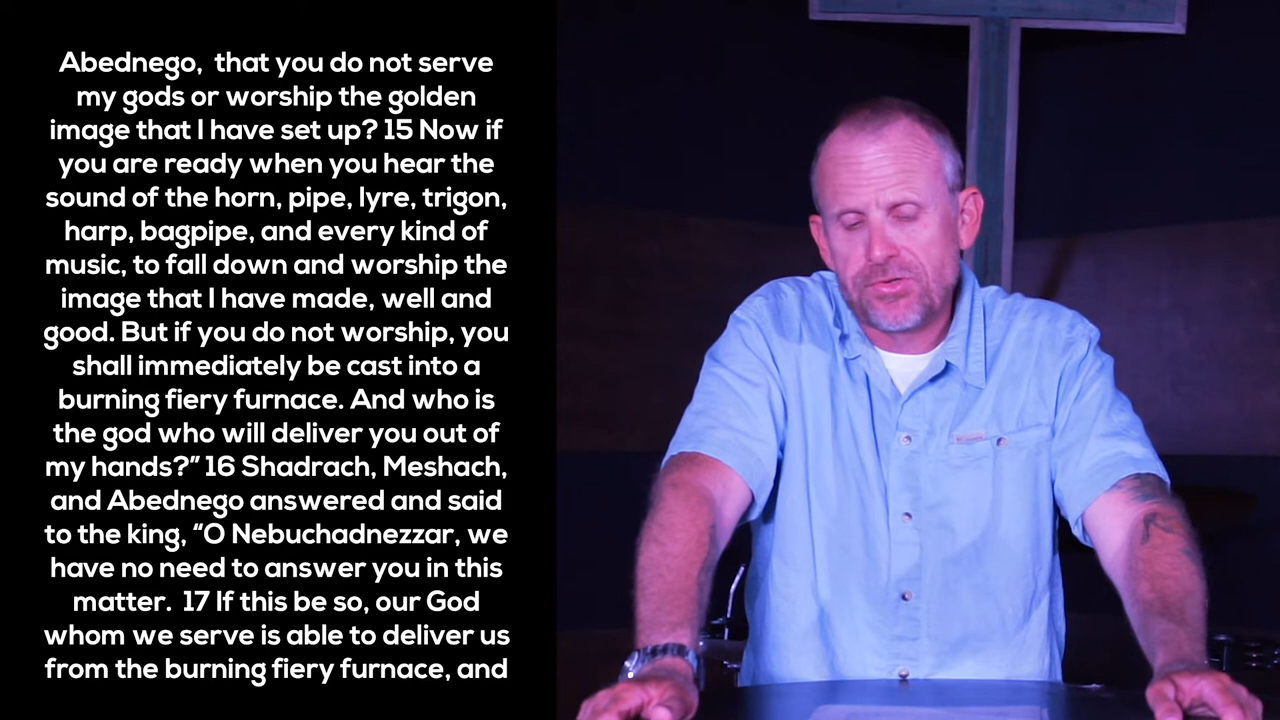 Abednego,  that you do not serve
my gods or worship the golden
image that I have set up? 15 Now if
you are ready when you hear the
sound of the horn, pipe, lyre, trigon,
harp, bagpipe, and every kind of
music, to fall down and worship the
image that I have made, well and
good. But if you do not worship, you
shall immediately be cast into a
burning fiery furnace. And who is
the god who will deliver you out of
my hands?” 16 Shadrach, Meshach,
and Abednego answered and said
to the king, “O Nebuchadnezzar, we
have no need to answer you in this
matter.  17 If this be so, our God
whom we serve is able to deliver us
from the burning fiery furnace, and